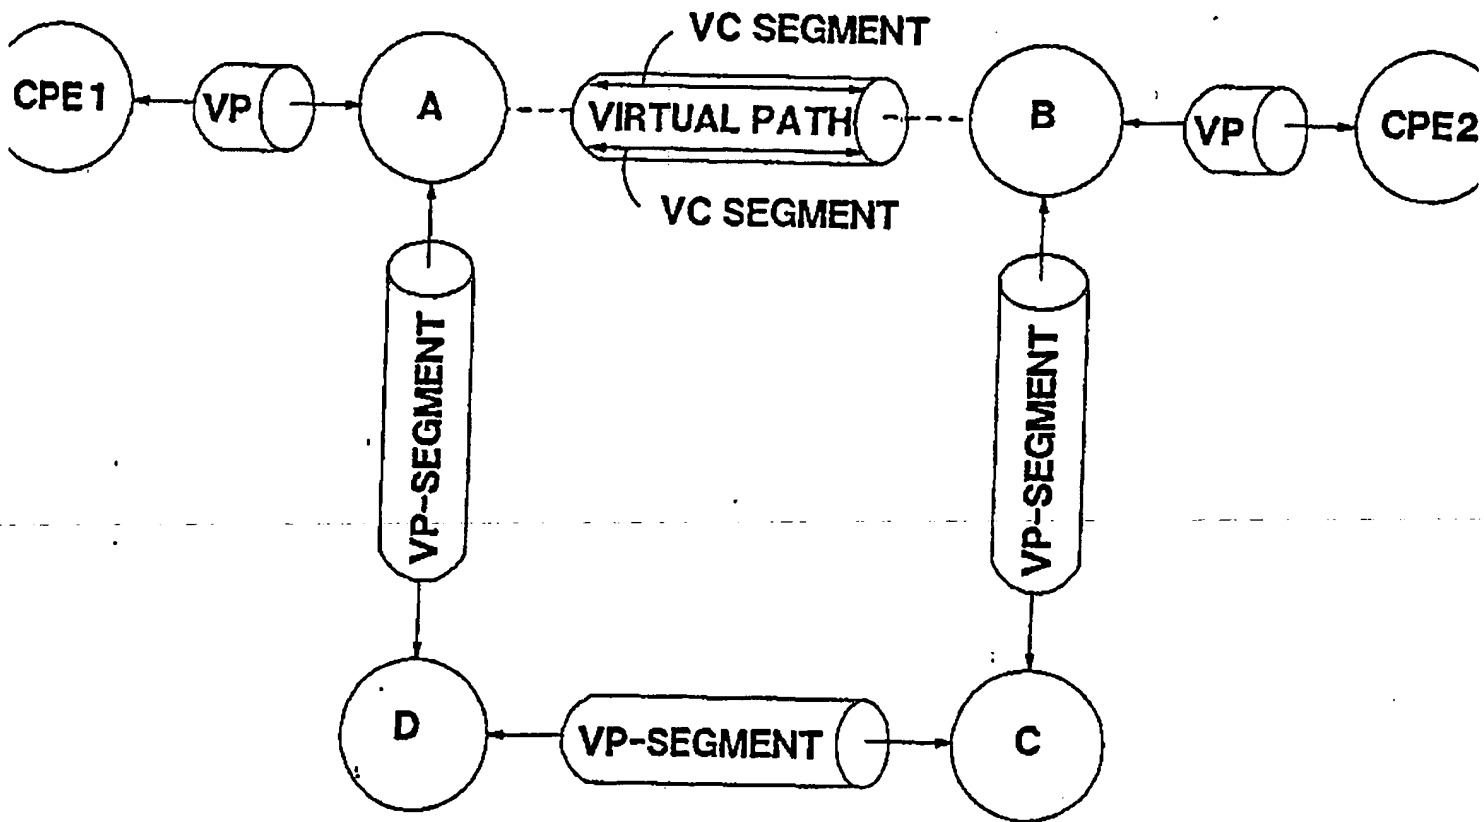 VC SEGMENT
CPE1
VP
A
VIRTUAL PATH
B
VP
CPE2
VC SEGMENT
VP-SEGMENT
VP-SEGMENT
D
VP-SEGMENT
C